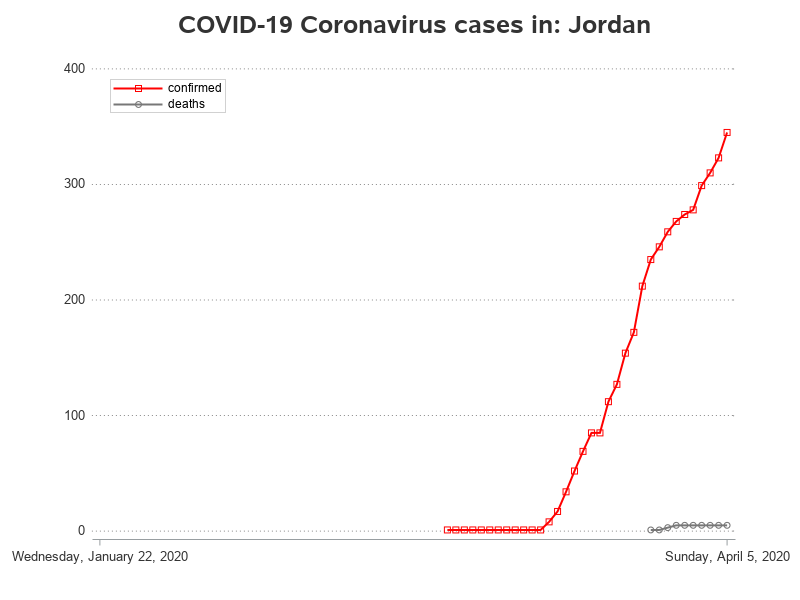 COVID-19 Coronavirus cases in: Jordan
400
confirmed
deaths
300
200
100
0
Wednesday, January 22, 2020
Sunday, April 5, 2020